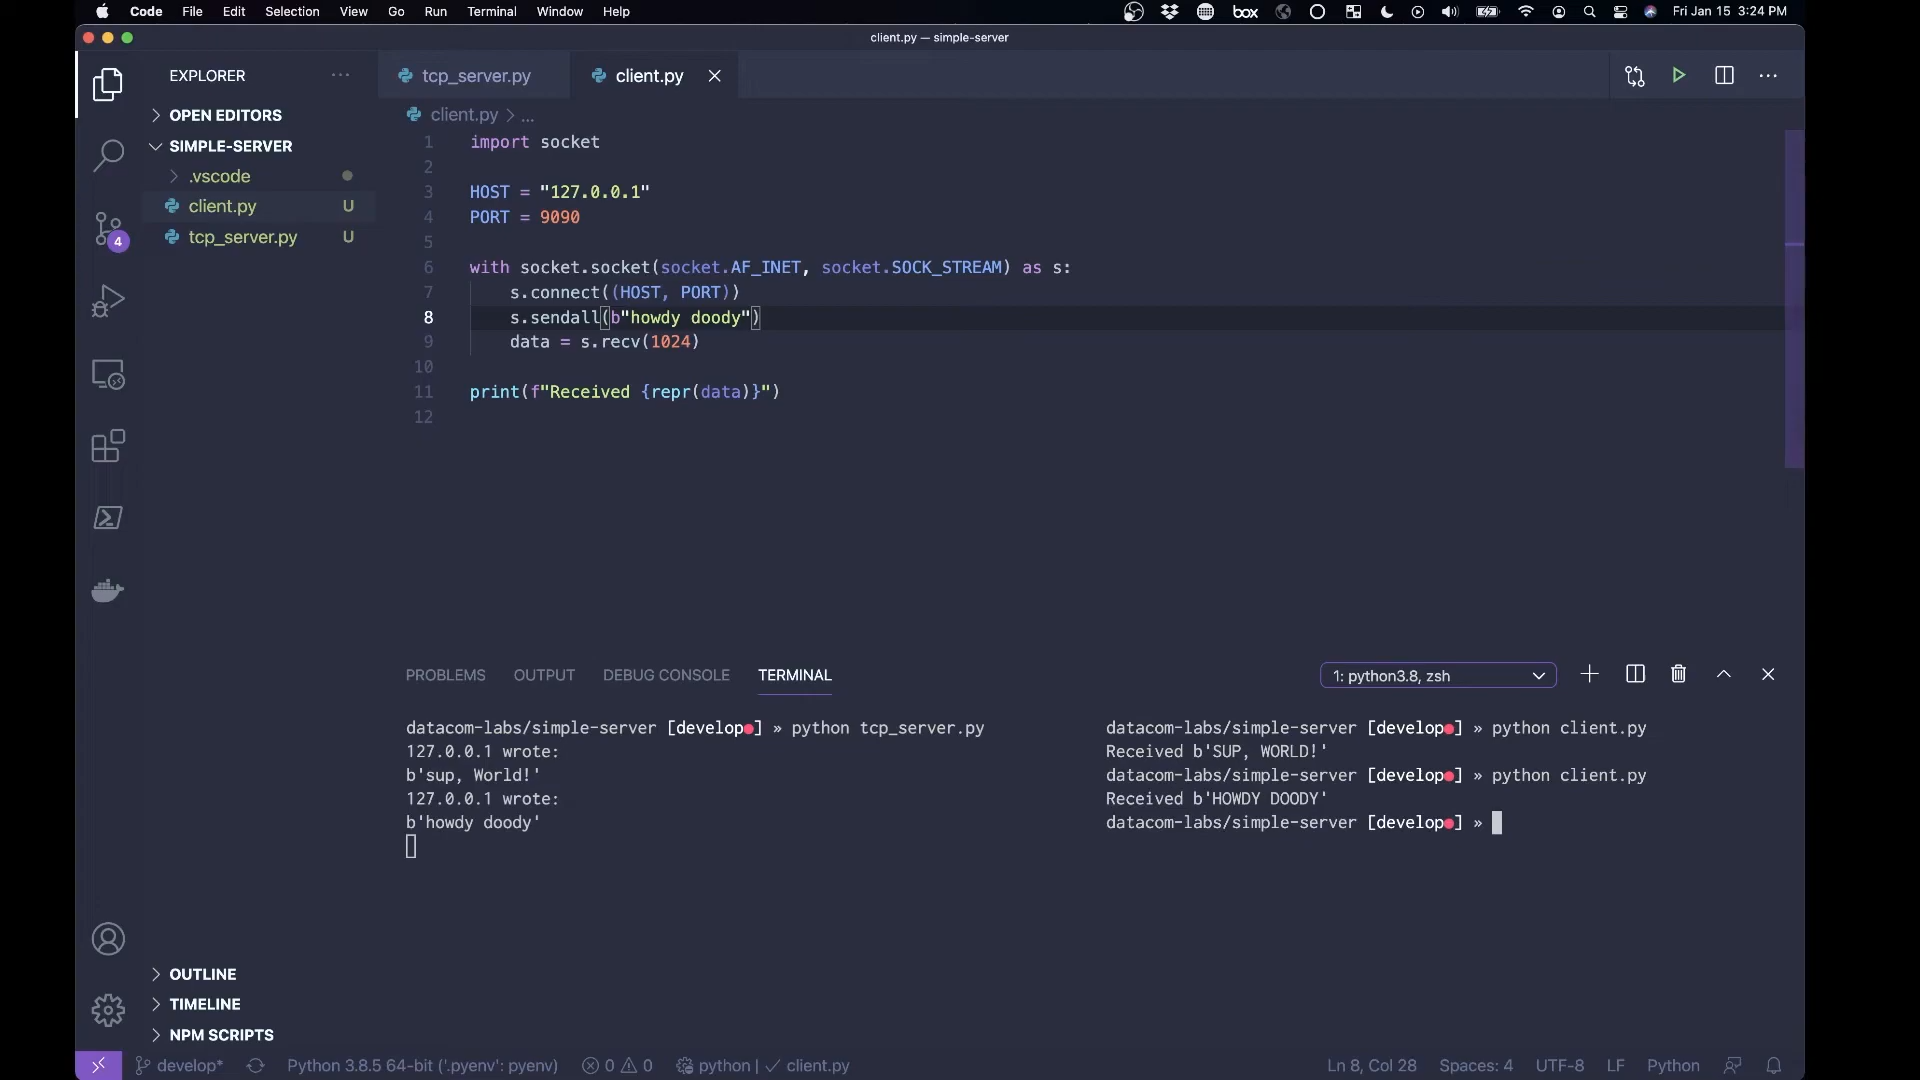 Code File Edit Selection View Go Run Terminal Window Help box Fri Jan 15 3:24 PM
client.py — simple-server
EXPLORER ···
tcp_server.py client.py
OPEN EDITORS
SIMPLE-SERVER
.vscode
client.py U
tcp_server.py U
4
client.py > ...
1 import socket
2
3 HOST = "127.0.0.1"
4 PORT = 9090
5
6 with socket.socket(socket.AF_INET, socket.SOCK_STREAM) as s:
7 s.connect((HOST, PORT))
8 s.sendall(b"howdy doody")
9 data = s.recv(1024)
10
11 print(f"Received {repr(data)}")
12
PROBLEMS OUTPUT DEBUG CONSOLE TERMINAL 1: python3.8, zsh
datacom-labs/simple-server [develop●] » python tcp_server.py
127.0.0.1 wrote:
b'sup, World!'
127.0.0.1 wrote:
b'howdy doody'
datacom-labs/simple-server [develop●] » python client.py
Received b'SUP, WORLD!'
datacom-labs/simple-server [develop●] » python client.py
Received b'HOWDY DOODY'
datacom-labs/simple-server [develop●] »
OUTLINE
TIMELINE
NPM SCRIPTS
develop* Python 3.8.5 64-bit ('.pyenv': pyenv) 0 0 python | ✓ client.py Ln 8, Col 28 Spaces: 4 UTF-8 LF Python